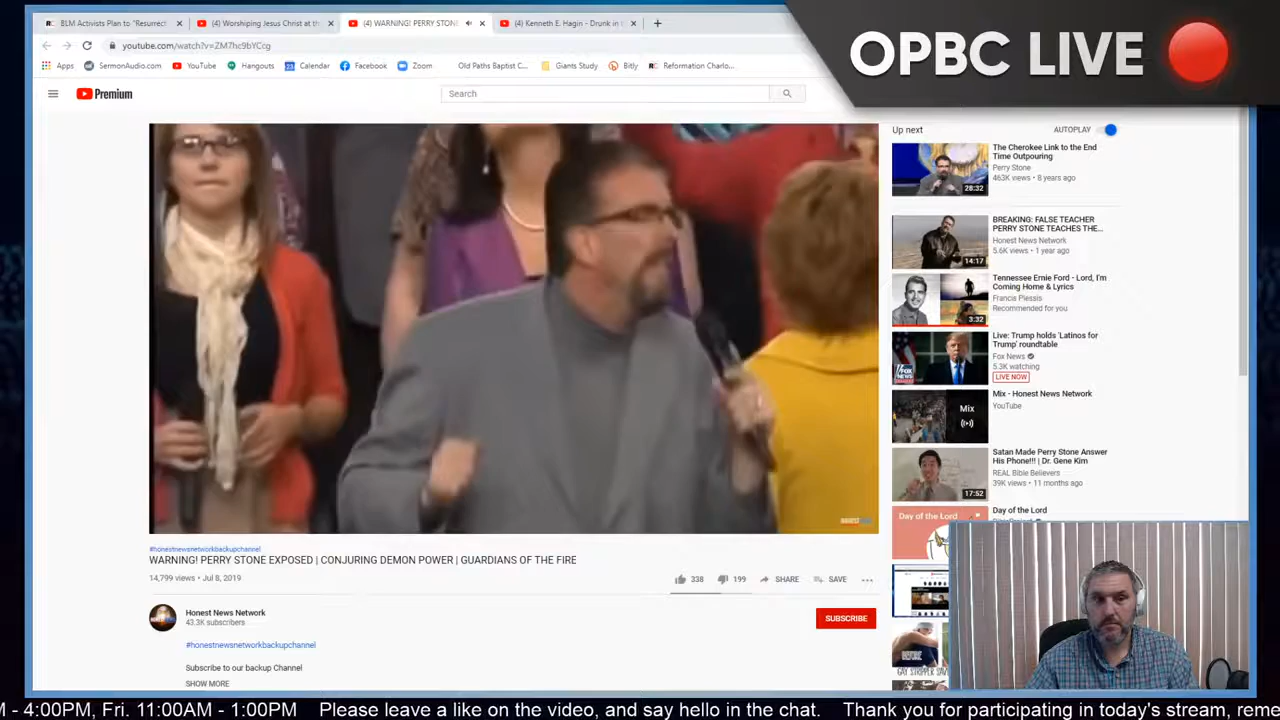 BLM Activists Plan to "Resurrect
(4) Worshiping Jesus Christ at th
(4) WARNING! PERRY STONE
(4) Kenneth E. Hagin - Drunk in t
OPBC LIVE
youtube.com/watch?v=ZM7hc9bYCcg
Apps
SermonAudio.com
YouTube
Hangouts
Calendar
Facebook
Zoom
Old Paths Baptist C...
Giants Study
Bitly
Reformation Charlo...
Premium
Search
Up next
AUTOPLAY
The Cherokee Link to the End
Time Outpouring
Perry Stone
463K views • 8 years ago
28:32
BREAKING: FALSE TEACHER
PERRY STONE TEACHES THE...
Honest News Network
5.6K views • 1 year ago
14:17
Tennessee Ernie Ford - Lord, I'm
Coming Home & Lyrics
Francis Plessis
Recommended for you
3:32
Live: Trump holds 'Latinos for
Trump' roundtable
Fox News
5.3K watching
LIVE NOW
Mix - Honest News Network
YouTube
Mix
Satan Made Perry Stone Answer
His Phone!!! | Dr. Gene Kim
REAL Bible Believers
39K views • 11 months ago
17:52
Day of the Lord
Day of the Lord
#honestnewsnetworkbackupchannel
WARNING! PERRY STONE EXPOSED | CONJURING DEMON POWER | GUARDIANS OF THE FIRE
14,799 views • Jul 8, 2019
338
199
SHARE
SAVE
Honest News Network
43.3K subscribers
SUBSCRIBE
#honestnewsnetworkbackupchannel
Subscribe to our backup Channel
SHOW MORE
BEFORE
M - 4:00PM, Fri. 11:00AM - 1:00PM Please leave a like on the video, and say hello in the chat. Thank you for participating in today's stream, reme